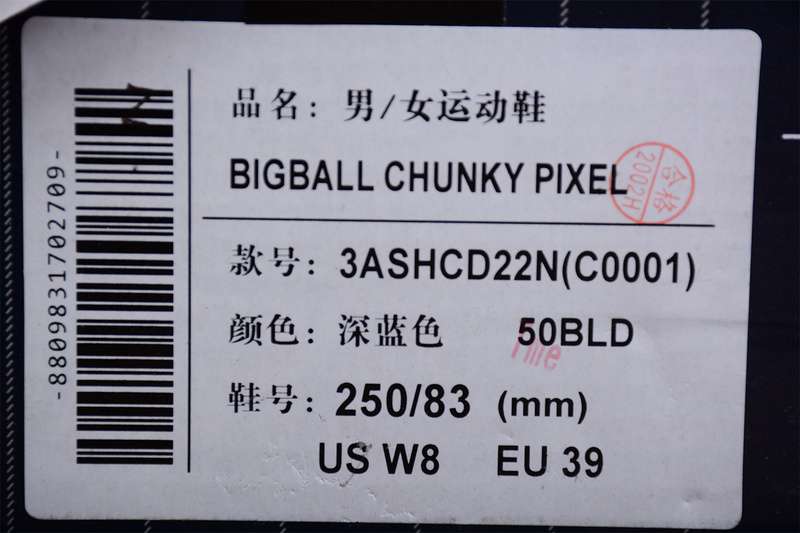 品名：男/女运动鞋
BIGBALL CHUNKY PIXEL
合格
2002H
款号：3ASHCD22N(C0001)
颜色：深蓝色 50BLD
鞋号：250/83 (mm)
US W8 EU 39
-8809831702709-